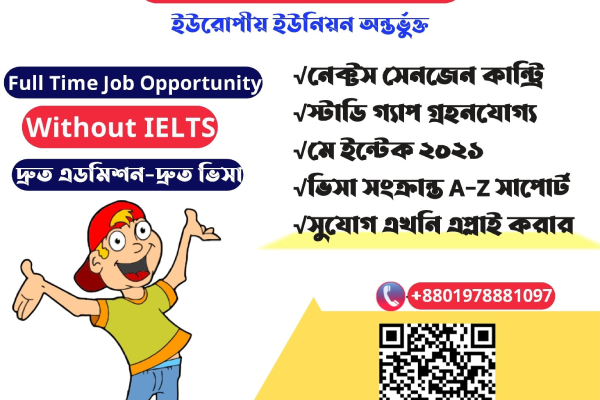 ইউরোপীয় ইউনিয়ন অন্তর্ভুক্ত
Full Time Job Opportunity
Without IELTS
দ্রুত এডমিশন-দ্রুত ভিসা
√নেক্টস সেনজেন কান্ট্রি
√স্টাডি গ্যাপ গ্রহনযোগ্য
√মে ইন্টেক ২০২১
√ভিসা সংক্রান্ত A-Z সাপোর্ট
√সুযোগ এখনি এপ্লাই করার
+8801978881097